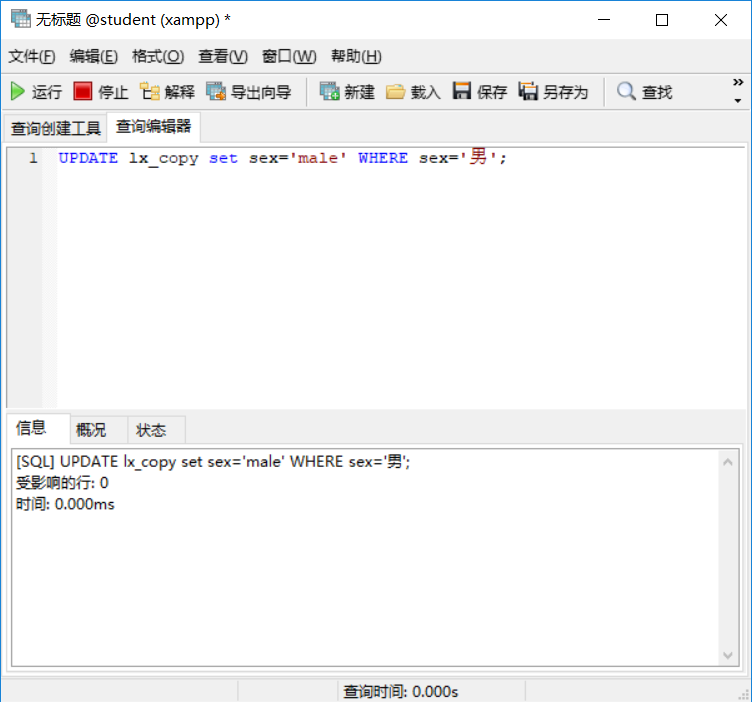 无标题 @student (xampp) *
文件(F) 编辑(E) 格式(O) 查看(V) 窗口(W) 帮助(H)
运行 停止 解释 导出向导 新建 载入 保存 另存为 查找 »
查询创建工具 查询编辑器
1 UPDATE lx_copy set sex='male' WHERE sex='男';
信息 概况 状态
[SQL] UPDATE lx_copy set sex='male' WHERE sex='男';
受影响的行: 0
时间: 0.000ms
查询时间: 0.000s